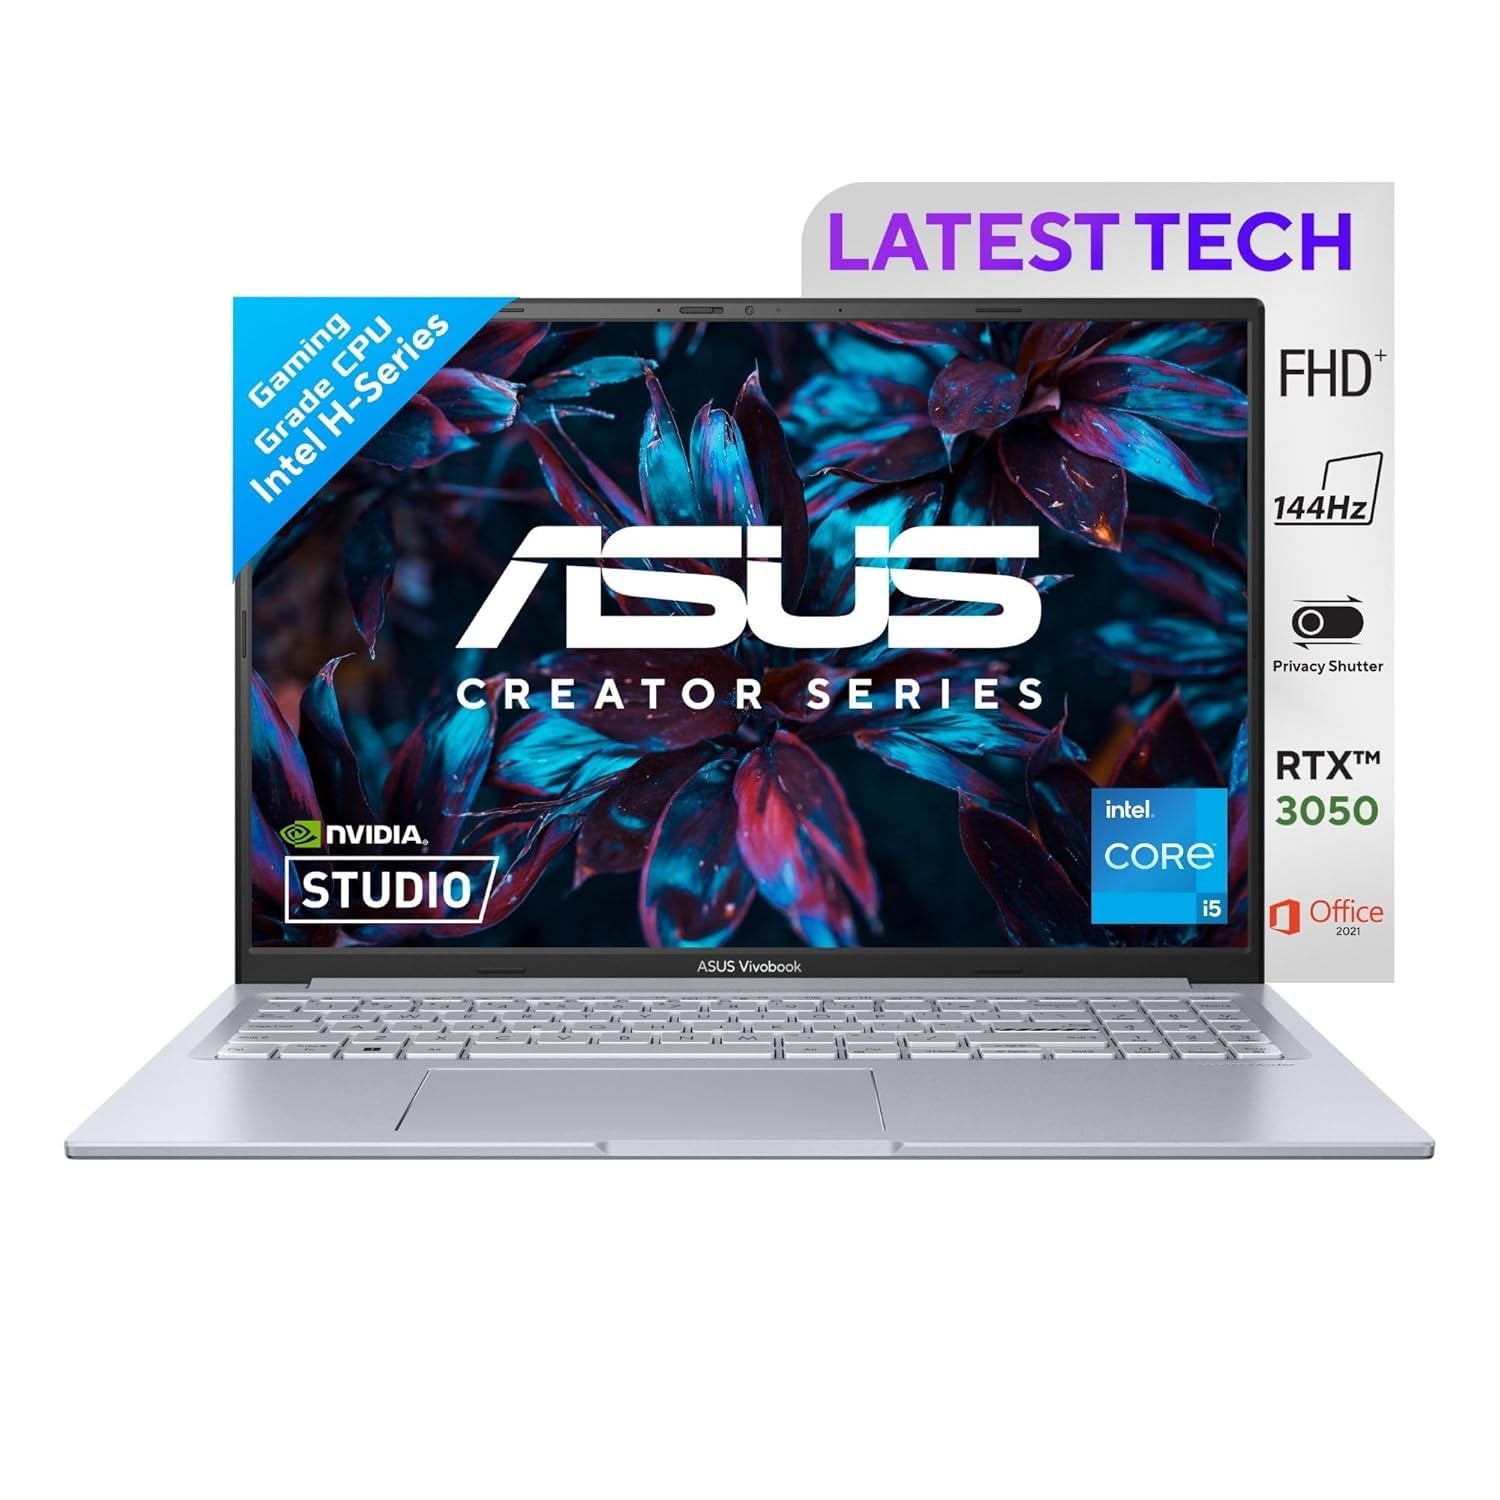 LATEST TECH
Gaming
Grade CPU
Intel H-Series
FHD+
144Hz
Privacy Shutter
ASUS
CREATOR SERIES
RTX™
3050
NVIDIA.
STUDIO
intel.
CORE™
i5
Office
2021
ASUS Vivobook